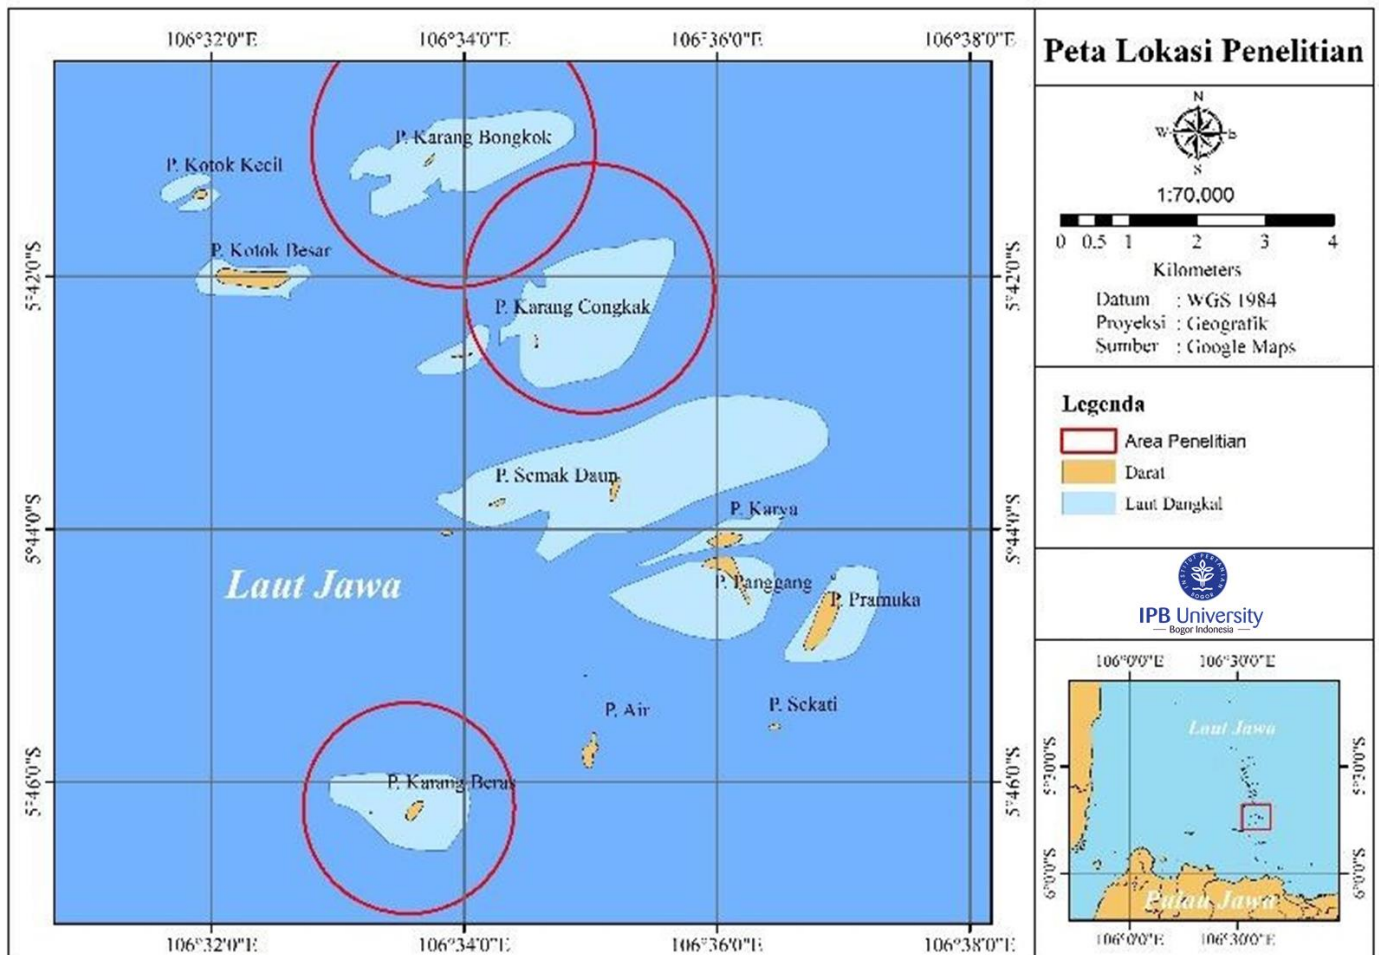 106°32'0"E 106°34'0"E 106°36'0"E 106°38'0"E
P. Karang Bongkok
P. Kotok Kecil
P. Kotok Besar
5°42'0"S 5°42'0"S
P. Karang Congkak
P. Semak Daun
P. Karya
5°44'0"S 5°44'0"S
Laut Jawa
P. Panggang
P. Pramuka
P. Air
P. Sekati
5°46'0"S 5°46'0"S
P. Karang Beras
106°32'0"E 106°34'0"E 106°36'0"E 106°38'0"E
Peta Lokasi Penelitian
N
W E
S
1:70,000
0 0.5 1 2 3 4
Kilometers
Datum : WGS 1984
Proyeksi : Geografik
Sumber : Google Maps
Legenda
Area Penelitian
Darat
Laut Dangkal
INSTITUT PERTANIAN BOGOR
IPB University
Bogor Indonesia
106°0'0"E 106°30'0"E
Laut Jawa
5°30'0"S 5°30'0"S
6°0'0"S 6°0'0"S
Pulau Jawa
106°0'0"E 106°30'0"E